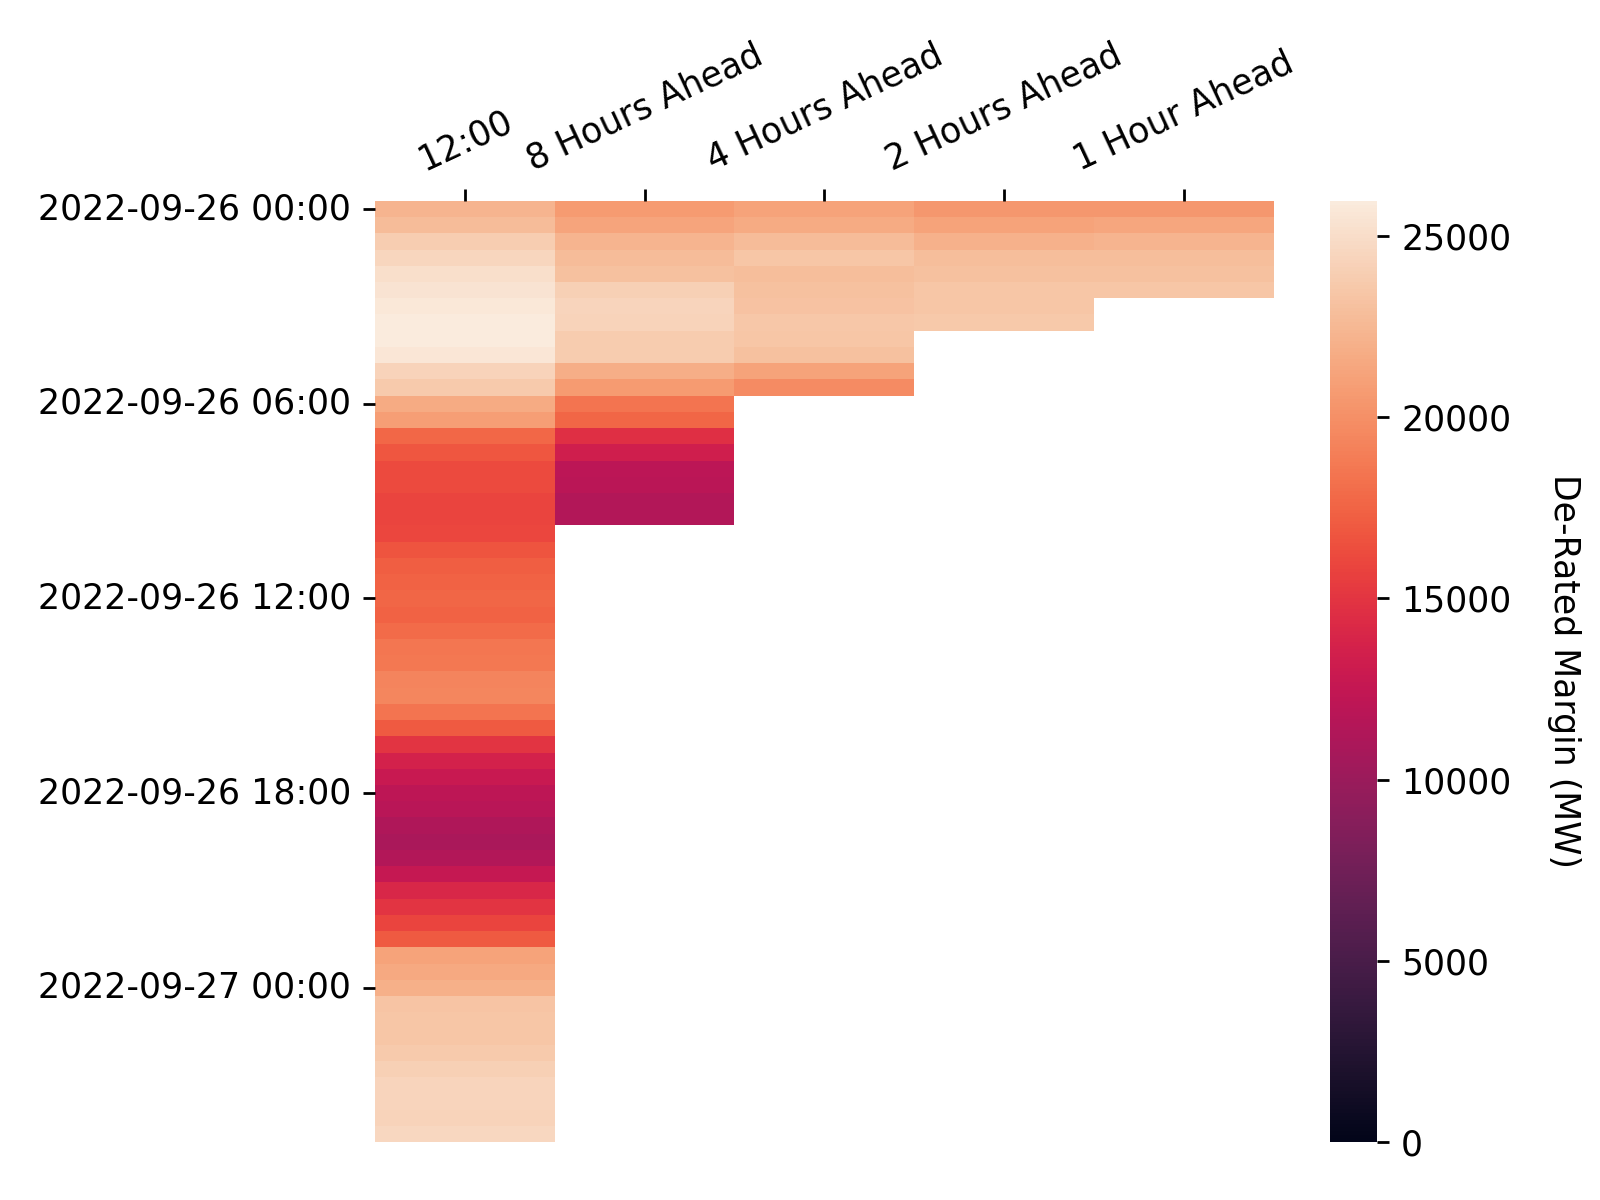 12:00
8 Hours Ahead
4 Hours Ahead
2 Hours Ahead
1 Hour Ahead
2022-09-26 00:00
2022-09-26 06:00
2022-09-26 12:00
2022-09-26 18:00
2022-09-27 00:00
25000
20000
15000
10000
5000
0
De-Rated Margin (MW)